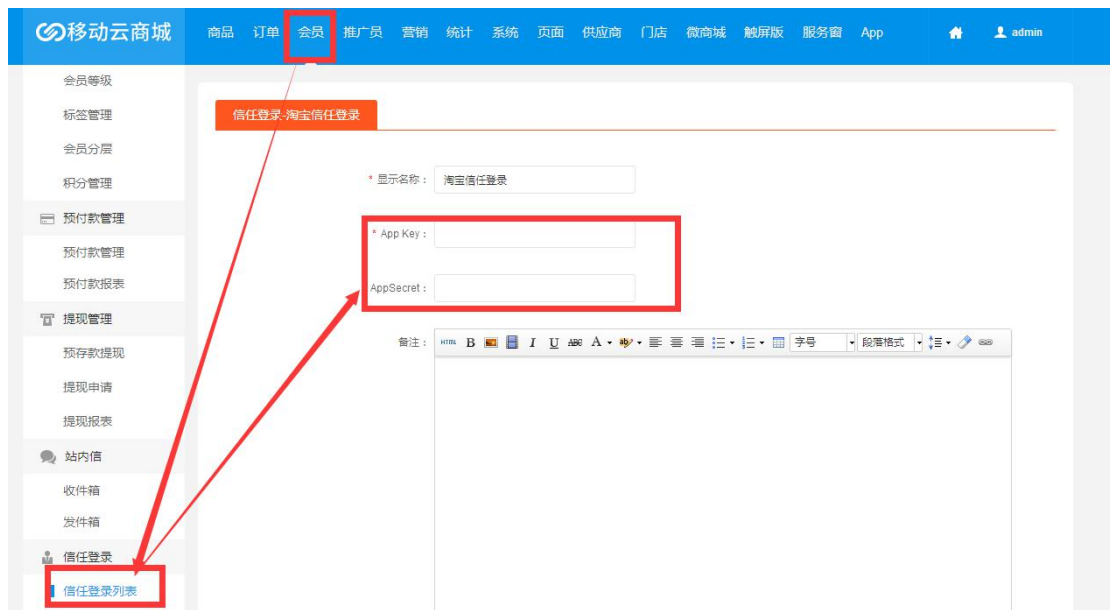 移动云商城 商品 订单 会员 推广员 营销 统计 系统 页面 供应商 门店 微商城 触屏版 服务窗 App admin
会员等级
标签管理
会员分层
积分管理
预付款管理
预付款管理
预付款报表
提现管理
预存款提现
提现申请
提现报表
站内信
收件箱
发件箱
信任登录
信任登录列表
信任登录-淘宝信任登录
* 显示名称： 淘宝信任登录
* App Key：
AppSecret：
备注： HTML B I U ABC A ab 字号 段落格式